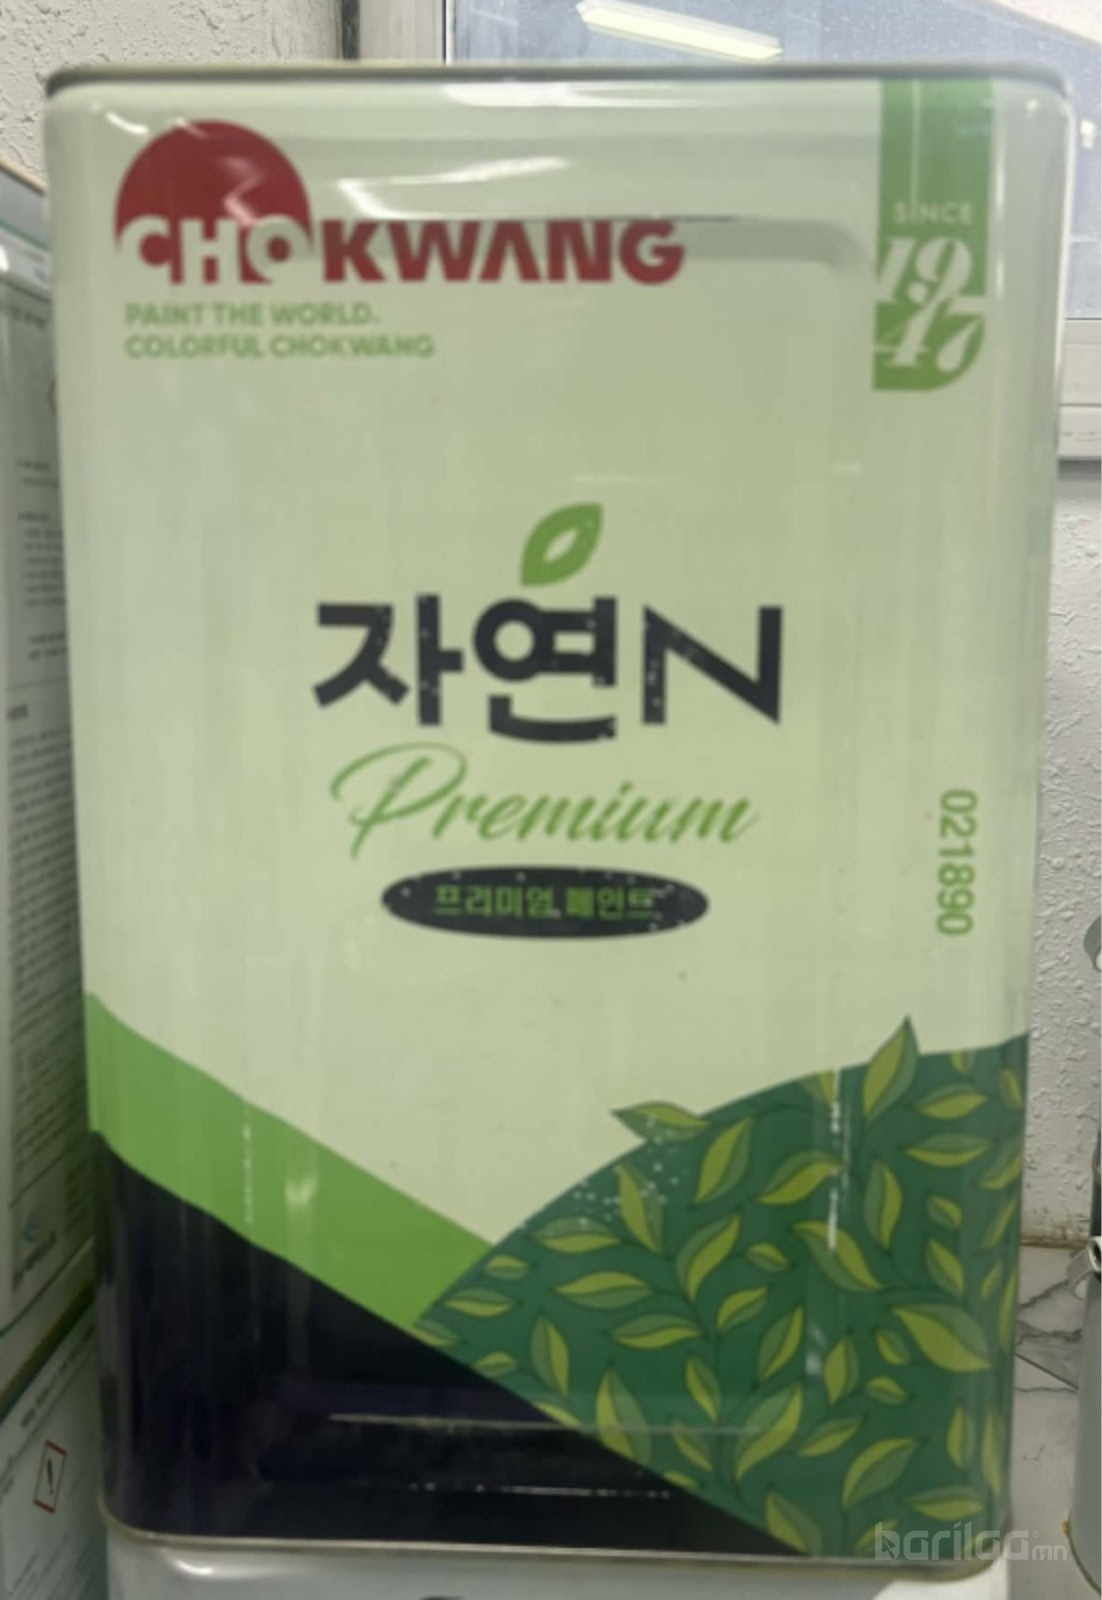 CHOKWANG
PAINT THE WORLD.
COLORFUL CHOKWANG
SINCE
1947
자연N
Premium
프리미엄 페인트
021890
barilga.mn